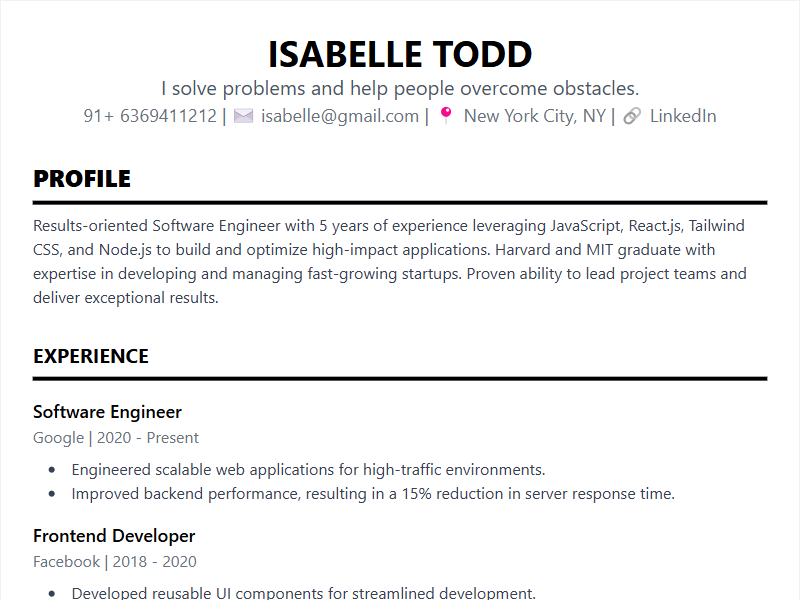 ISABELLE TODD
I solve problems and help people overcome obstacles.
91+ 6369411212 | isabelle@gmail.com | New York City, NY | LinkedIn
PROFILE
Results-oriented Software Engineer with 5 years of experience leveraging JavaScript, React.js, Tailwind
CSS, and Node.js to build and optimize high-impact applications. Harvard and MIT graduate with
expertise in developing and managing fast-growing startups. Proven ability to lead project teams and
deliver exceptional results.
EXPERIENCE
Software Engineer
Google | 2020 - Present
• Engineered scalable web applications for high-traffic environments.
• Improved backend performance, resulting in a 15% reduction in server response time.
Frontend Developer
Facebook | 2018 - 2020
• Developed reusable UI components for streamlined development.